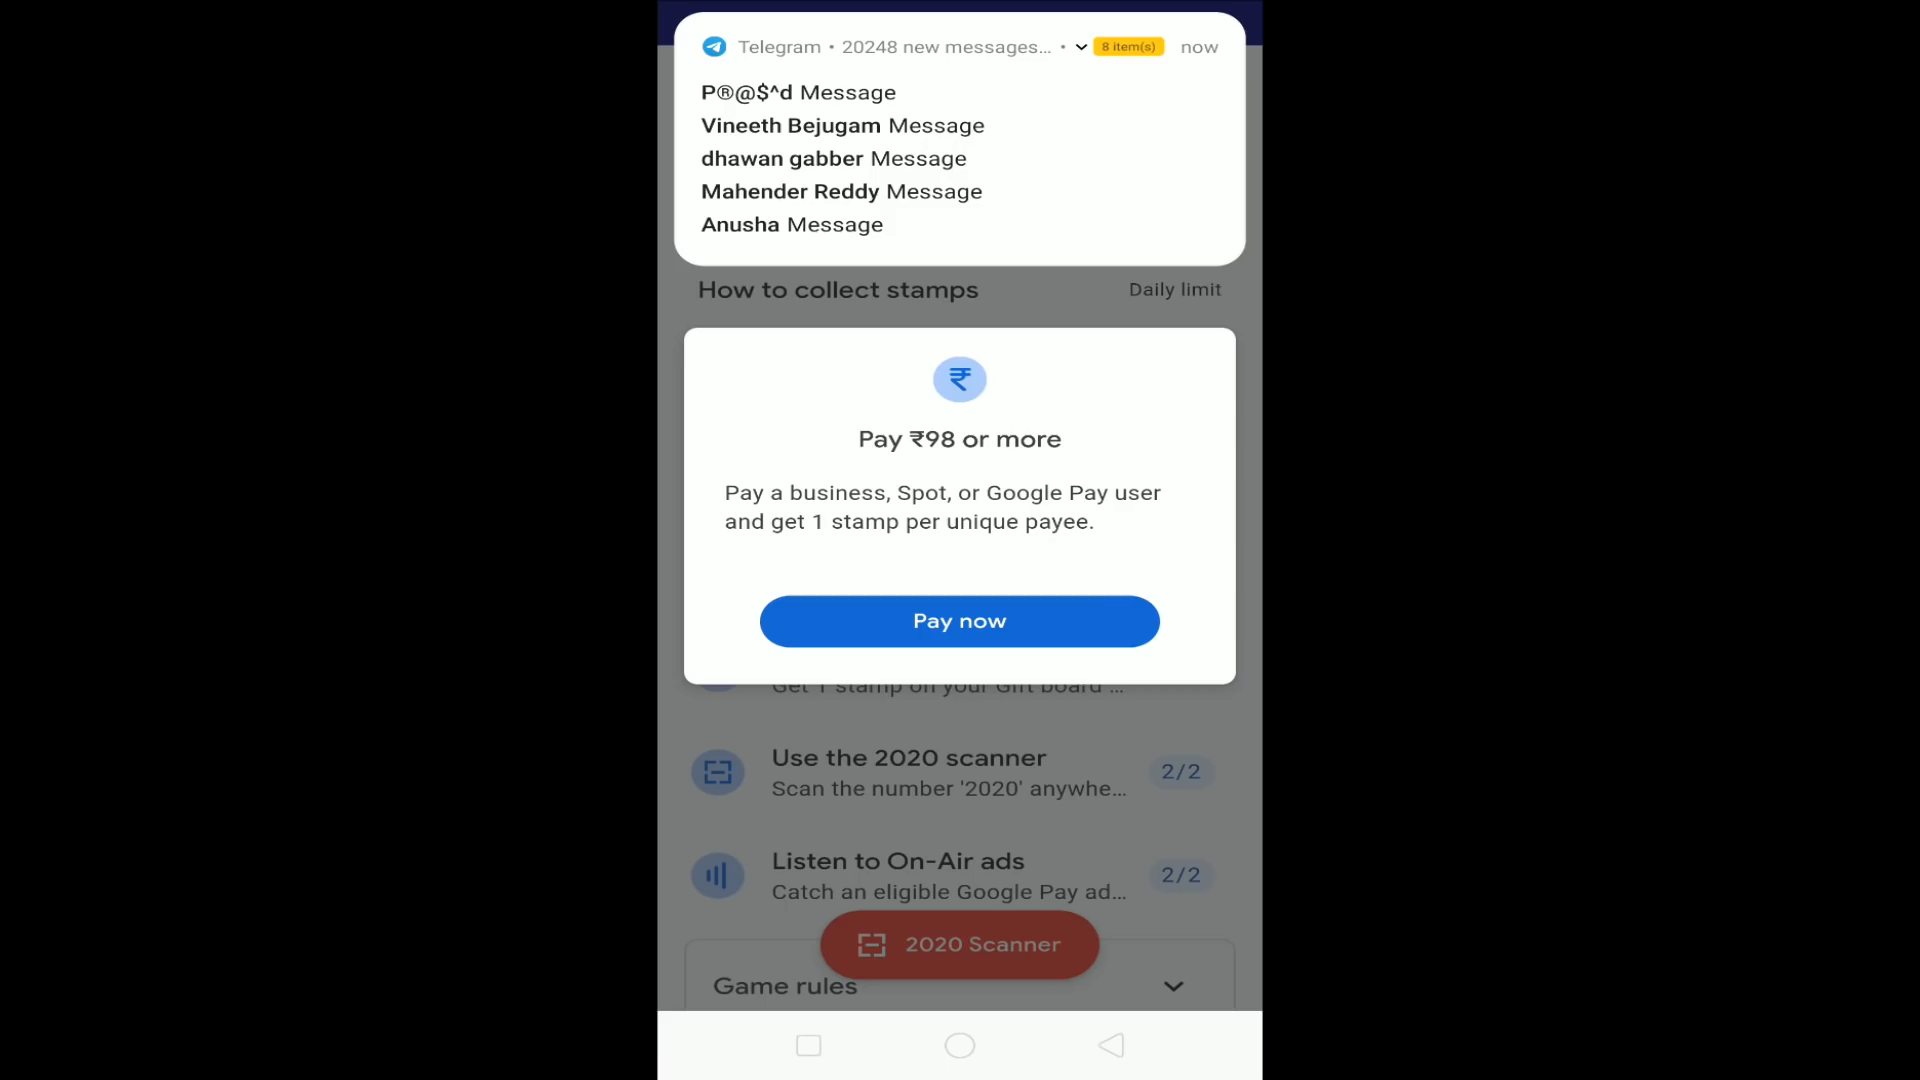 Telegram • 20248 new messages... • 8 item(s) now
P®@$^d Message
Vineeth Bejugam Message
dhawan gabber Message
Mahender Reddy Message
Anusha Message
How to collect stamps Daily limit
₹
Pay ₹98 or more
Pay a business, Spot, or Google Pay user
and get 1 stamp per unique payee.
Pay now
Get 1 stamp on your Gift board ...
Use the 2020 scanner
2/2
Scan the number '2020' anywhe...
Listen to On-Air ads
2/2
Catch an eligible Google Pay ad...
2020 Scanner
Game rules